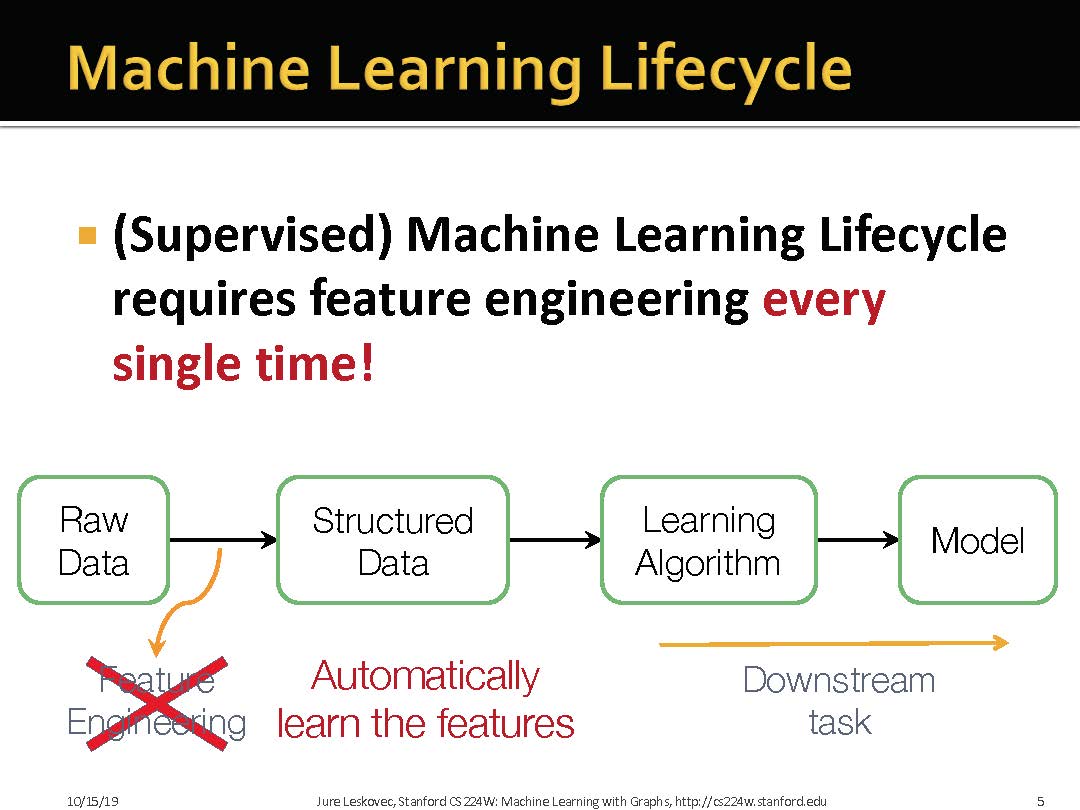 Machine Learning Lifecycle
(Supervised) Machine Learning Lifecycle
requires feature engineering every
single time!
Raw
Data
Structured
Data
Learning
Algorithm
Model
Feature
Engineering
Automatically
learn the features
Downstream
task
10/15/19
Jure Leskovec, Stanford CS224W: Machine Learning with Graphs, http://cs224w.stanford.edu
5